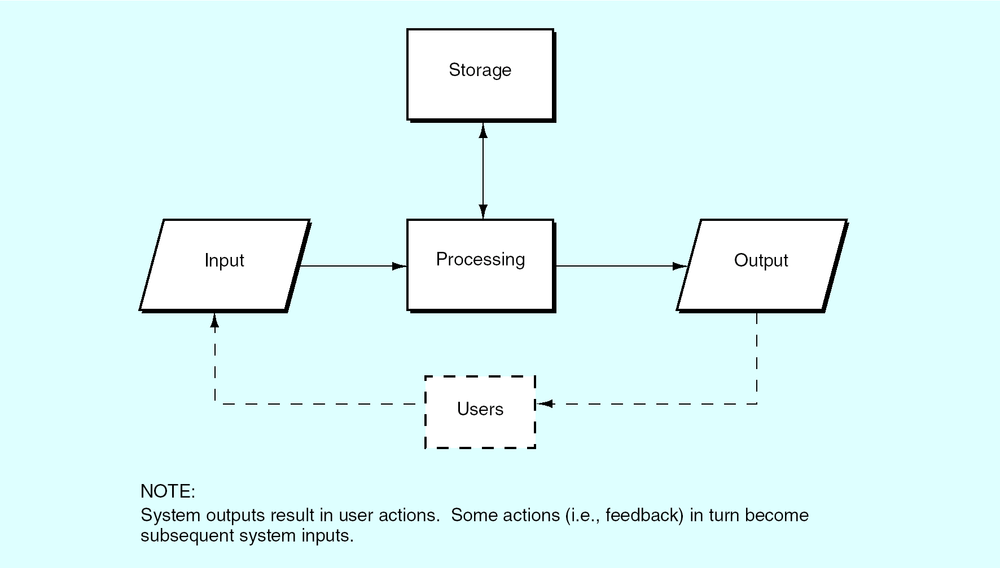 Storage
Input
Processing
Output
Users
NOTE:
System outputs result in user actions.  Some actions (i.e., feedback) in turn become
subsequent system inputs.